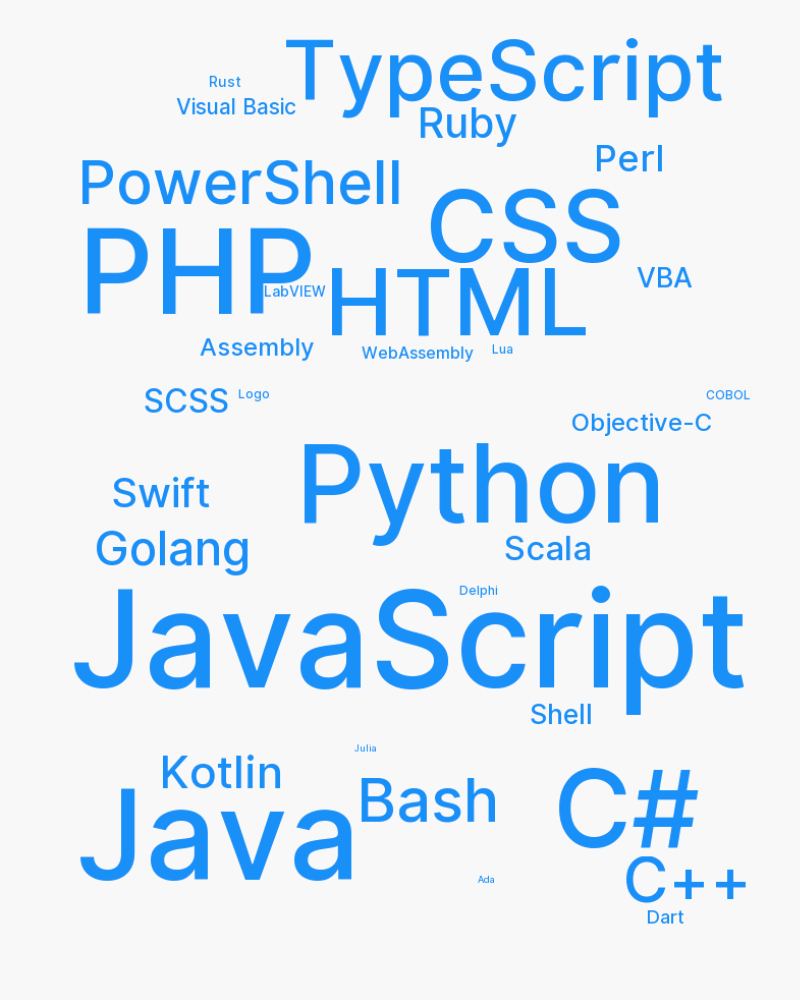 TypeScript
Rust
Visual Basic
Ruby
Perl
PowerShell
CSS
PHP
LabVIEW
HTML
VBA
Assembly
WebAssembly
Lua
SCSS
Logo
COBOL
Objective-C
Python
Swift
Golang
Scala
Delphi
JavaScript
Shell
Julia
Kotlin
Bash
C#
Java
C++
Ada
Dart